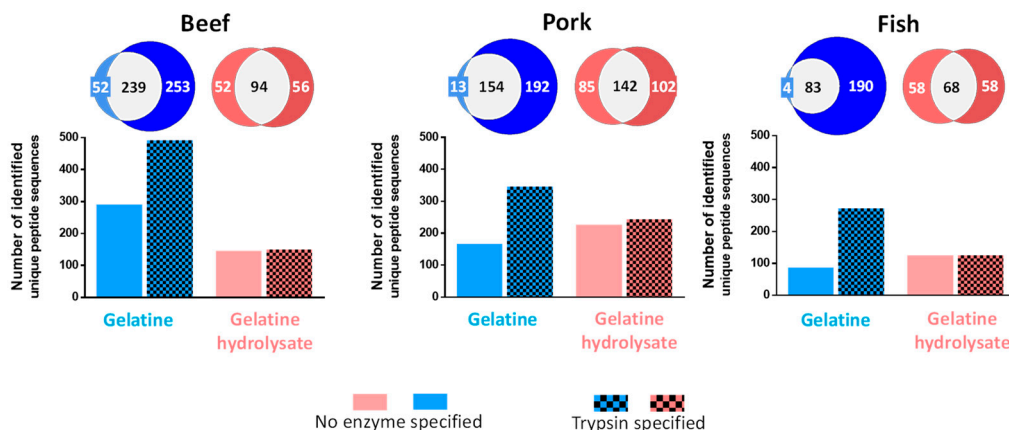 Beef
52
239
253
52
94
56
Number of identified
unique peptide sequences
500
400
300
200
100
0
Gelatine
Gelatine
hydrolysate
Pork
13
154
192
85
142
102
Number of identified
unique peptide sequences
500
400
300
200
100
0
Gelatine
Gelatine
hydrolysate
Fish
4
83
190
58
68
58
Number of identified
unique peptide sequences
500
400
300
200
100
0
Gelatine
Gelatine
hydrolysate
No enzyme specified
Trypsin specified